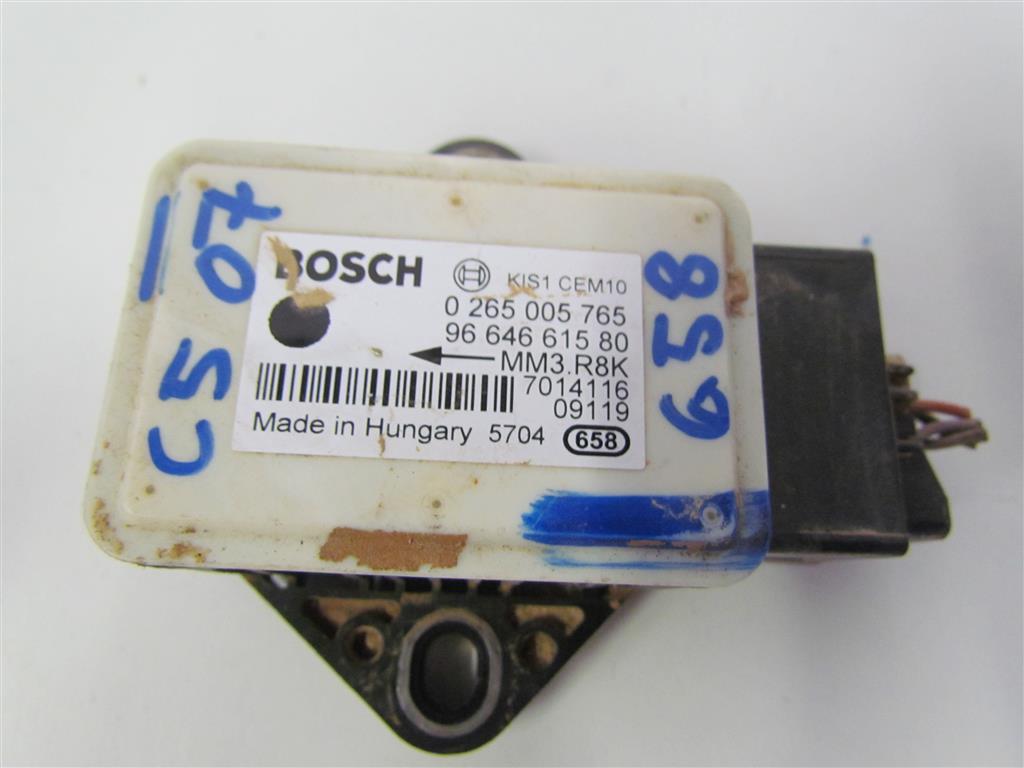 BOSCH KIS1 CEM10
0 265 005 765
96 646 615 80
MM3.R8K
7014116
09119
Made in Hungary 5704 658
C5 07
658